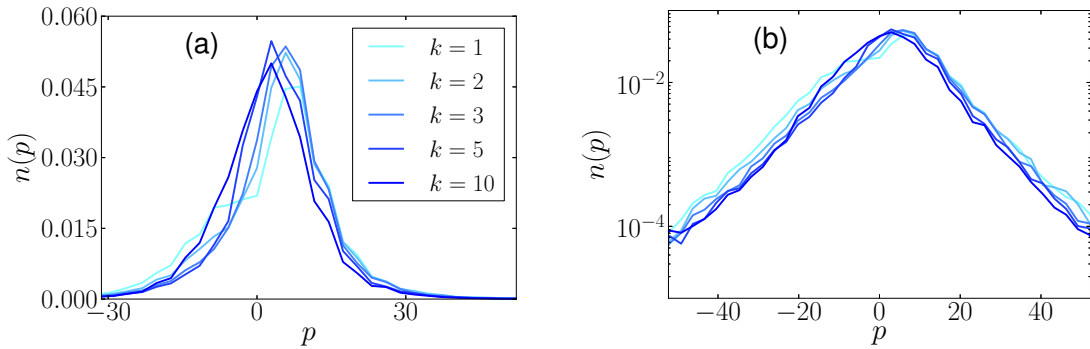 (a)
n(p)
0.060
0.045
0.030
0.015
0.000
−30
0
30
p
k = 1
k = 2
k = 3
k = 5
k = 10
(b)
n(p)
10⁻²
10⁻⁴
−40
−20
0
20
40
p